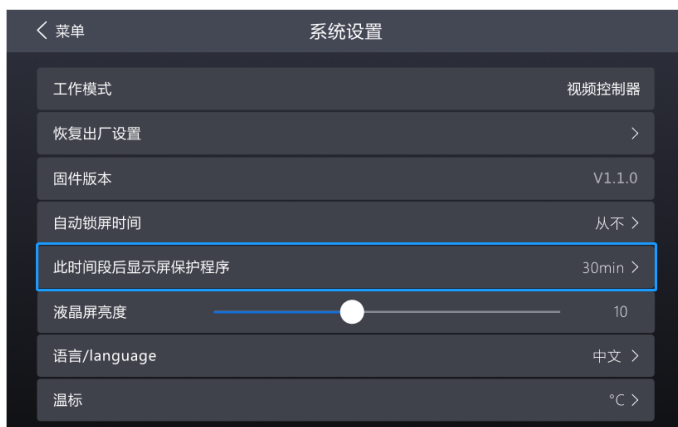 菜单 系统设置
工作模式 视频控制器
恢复出厂设置
固件版本 V1.1.0
自动锁屏时间 从不
此时间段后显示屏保护程序 30min
液晶屏亮度 10
语言/language 中文
温标 °C